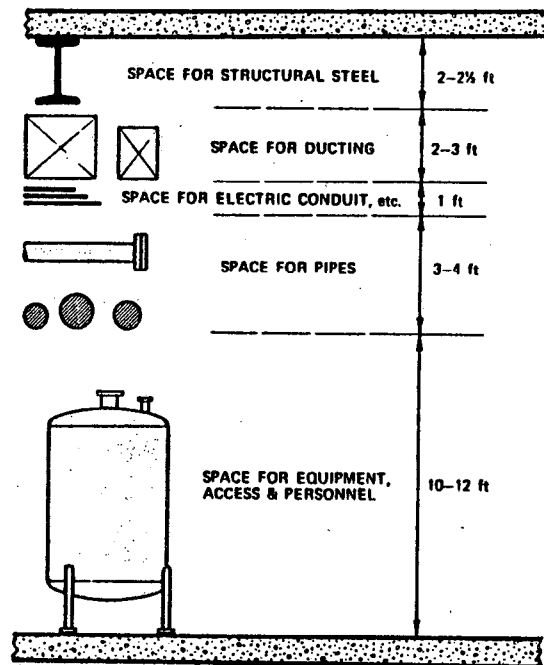 SPACE FOR STRUCTURAL STEEL 2–2½ ft
SPACE FOR DUCTING 2–3 ft
SPACE FOR ELECTRIC CONDUIT, etc. 1 ft
SPACE FOR PIPES 3–4 ft
SPACE FOR EQUIPMENT,
ACCESS & PERSONNEL 10–12 ft